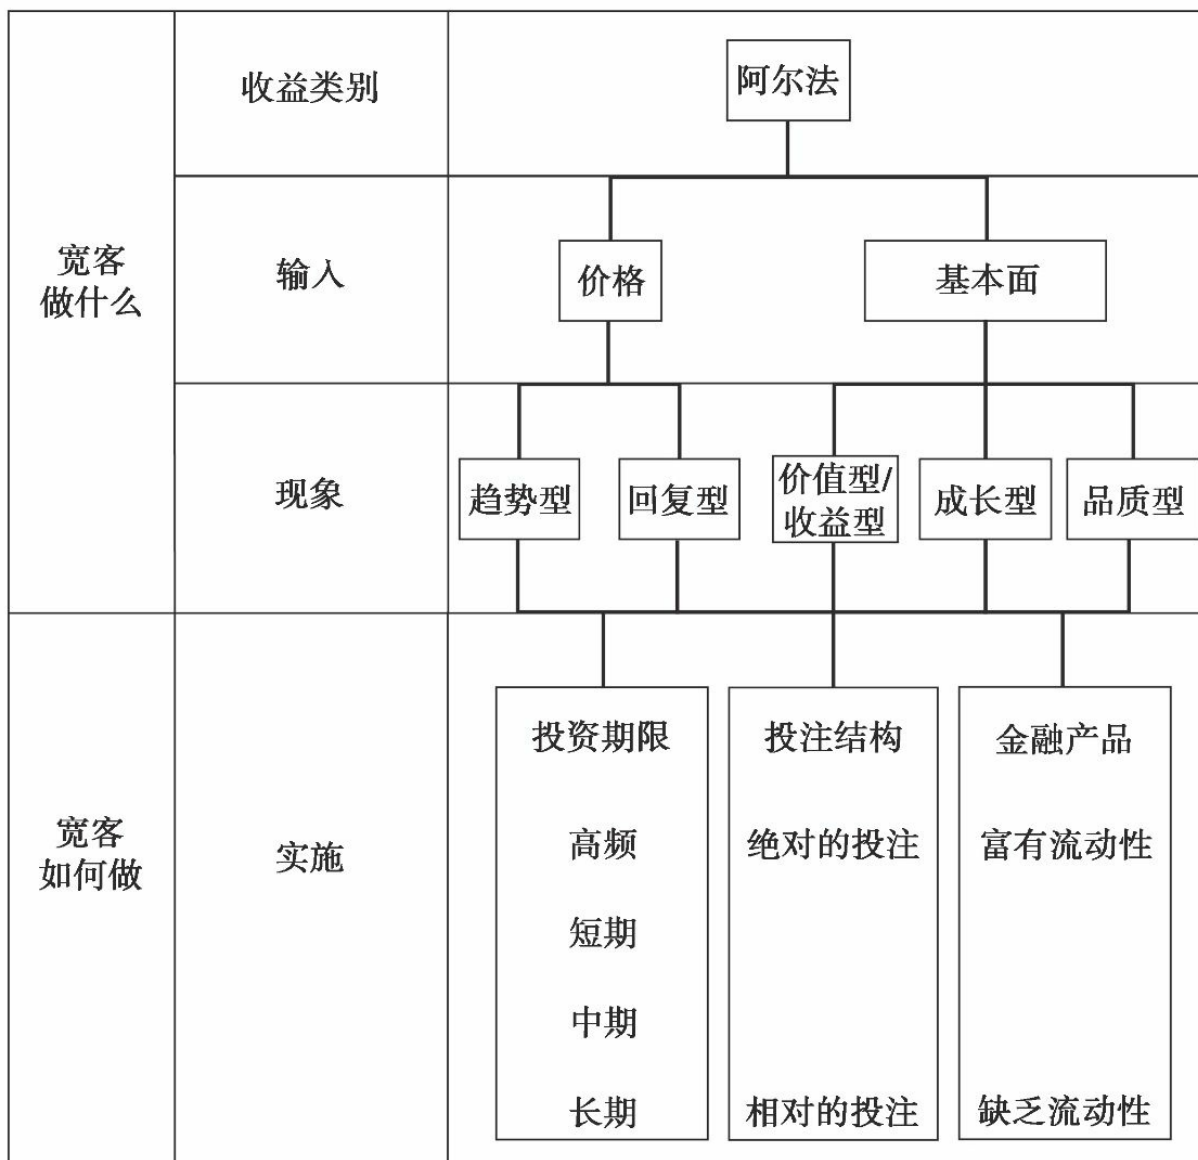 收益类别
阿尔法
宽客
做什么
输入
价格
基本面
现象
趋势型
回复型
价值型/
收益型
成长型
品质型
宽客
如何做
实施
投资期限
高频
短期
中期
长期
投注结构
绝对的投注
相对的投注
金融产品
富有流动性
缺乏流动性